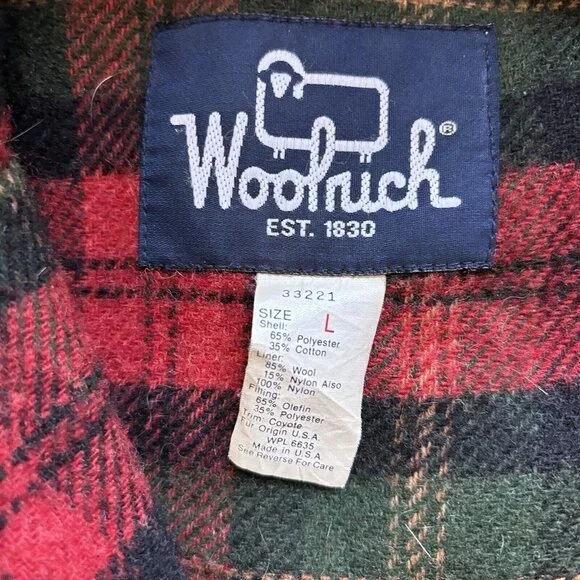 Woolrich®
EST. 1830
33221
SIZE L
Shell:
65% Polyester
35% Cotton
Liner:
85% Wool
15% Nylon Also
100% Nylon
Filling:
65% Olefin
35% Polyester
Trim: Coyote
Fur Origin U.S.A.
WPL 6635
Made in U.S.A.
See Reverse For Care